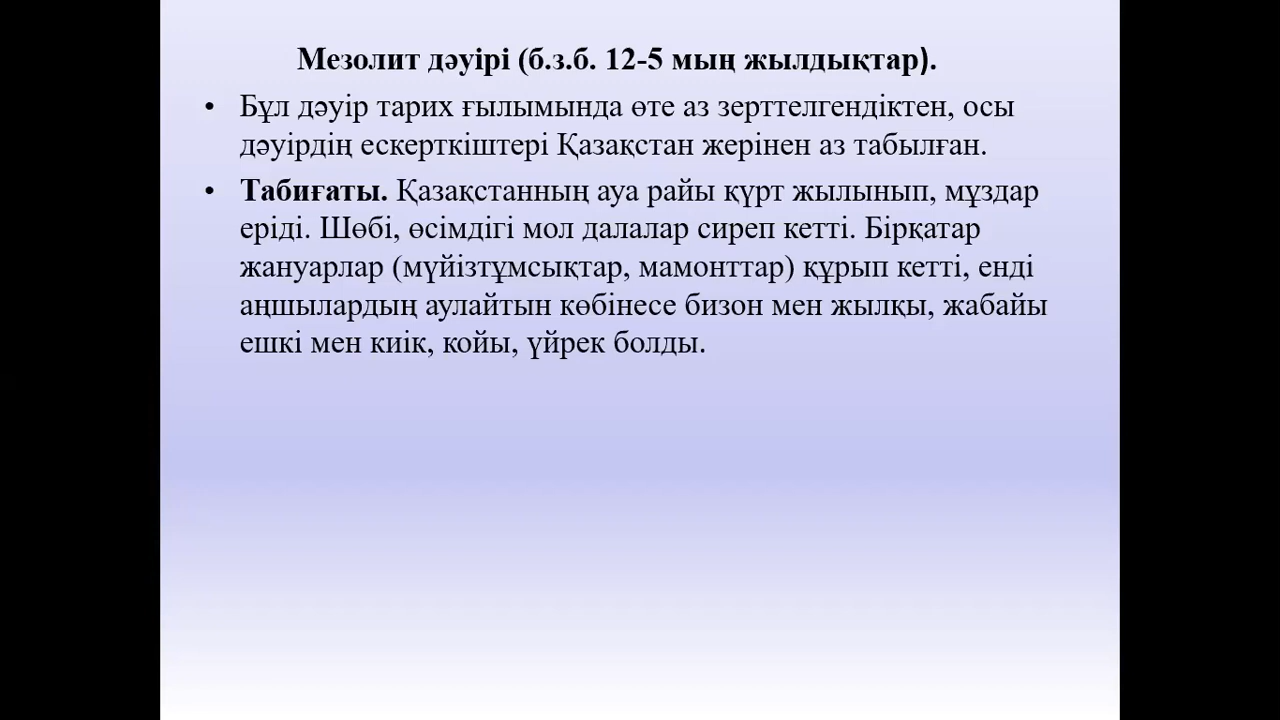 Мезолит дәуірі (б.з.б. 12-5 мың жылдықтар).
• Бұл дәуір тарих ғылымында өте аз зерттелгендіктен, осы
дәуірдің ескерткіштері Қазақстан жерінен аз табылған.
• Табиғаты. Қазақстанның ауа райы құрт жылынып, мұздар
еріді. Шөбі, өсімдігі мол далалар сиреп кетті. Бірқатар
жануарлар (мүйізтұмсықтар, мамонттар) құрып кетті, енді
аңшылардың аулайтын көбінесе бизон мен жылқы, жабайы
ешкі мен киік, койы, үйрек болды.